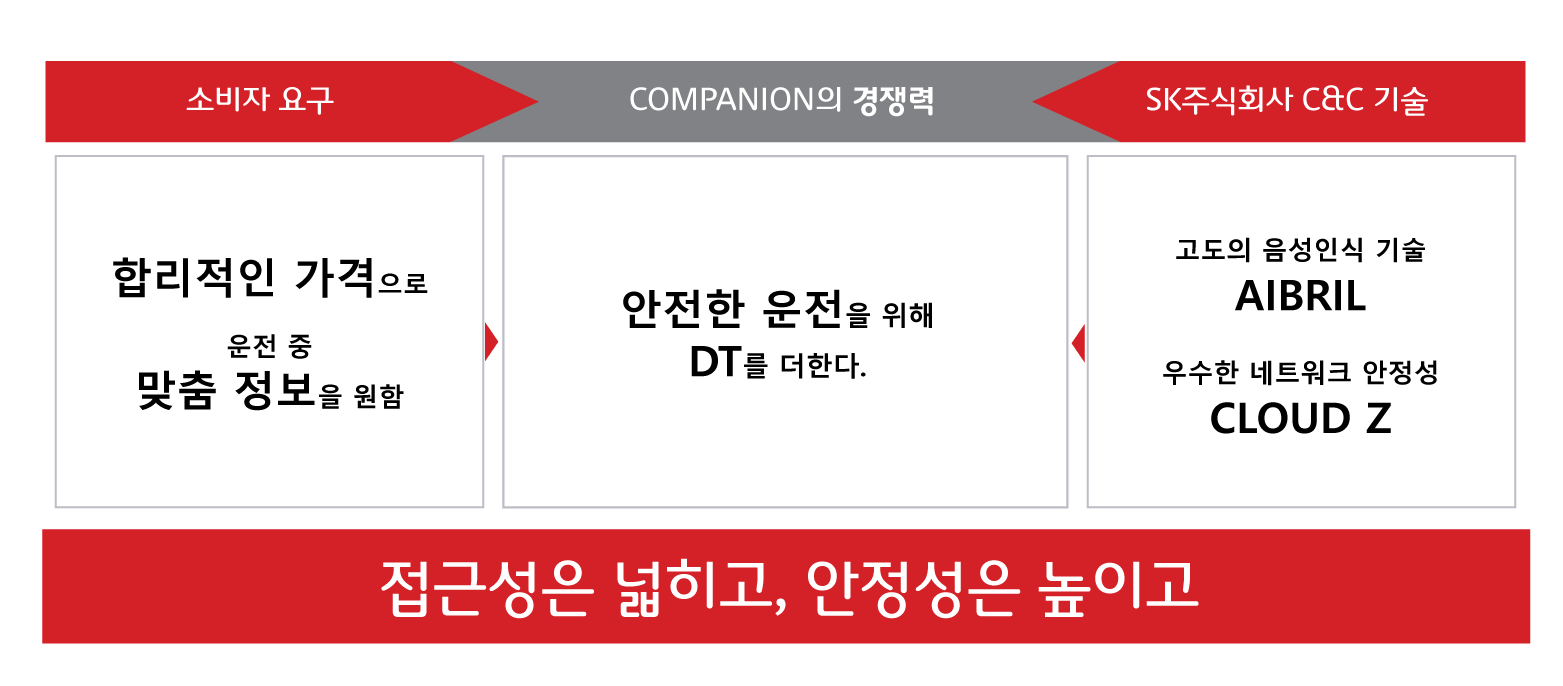 소비자 요구
COMPANION의 경쟁력
SK주식회사 C&C 기술
합리적인 가격으로
운전 중
맞춤 정보을 원함
안전한 운전을 위해
DT를 더한다.
고도의 음성인식 기술
AIBRIL
우수한 네트워크 안정성
CLOUD Z
접근성은 넓히고, 안정성은 높이고